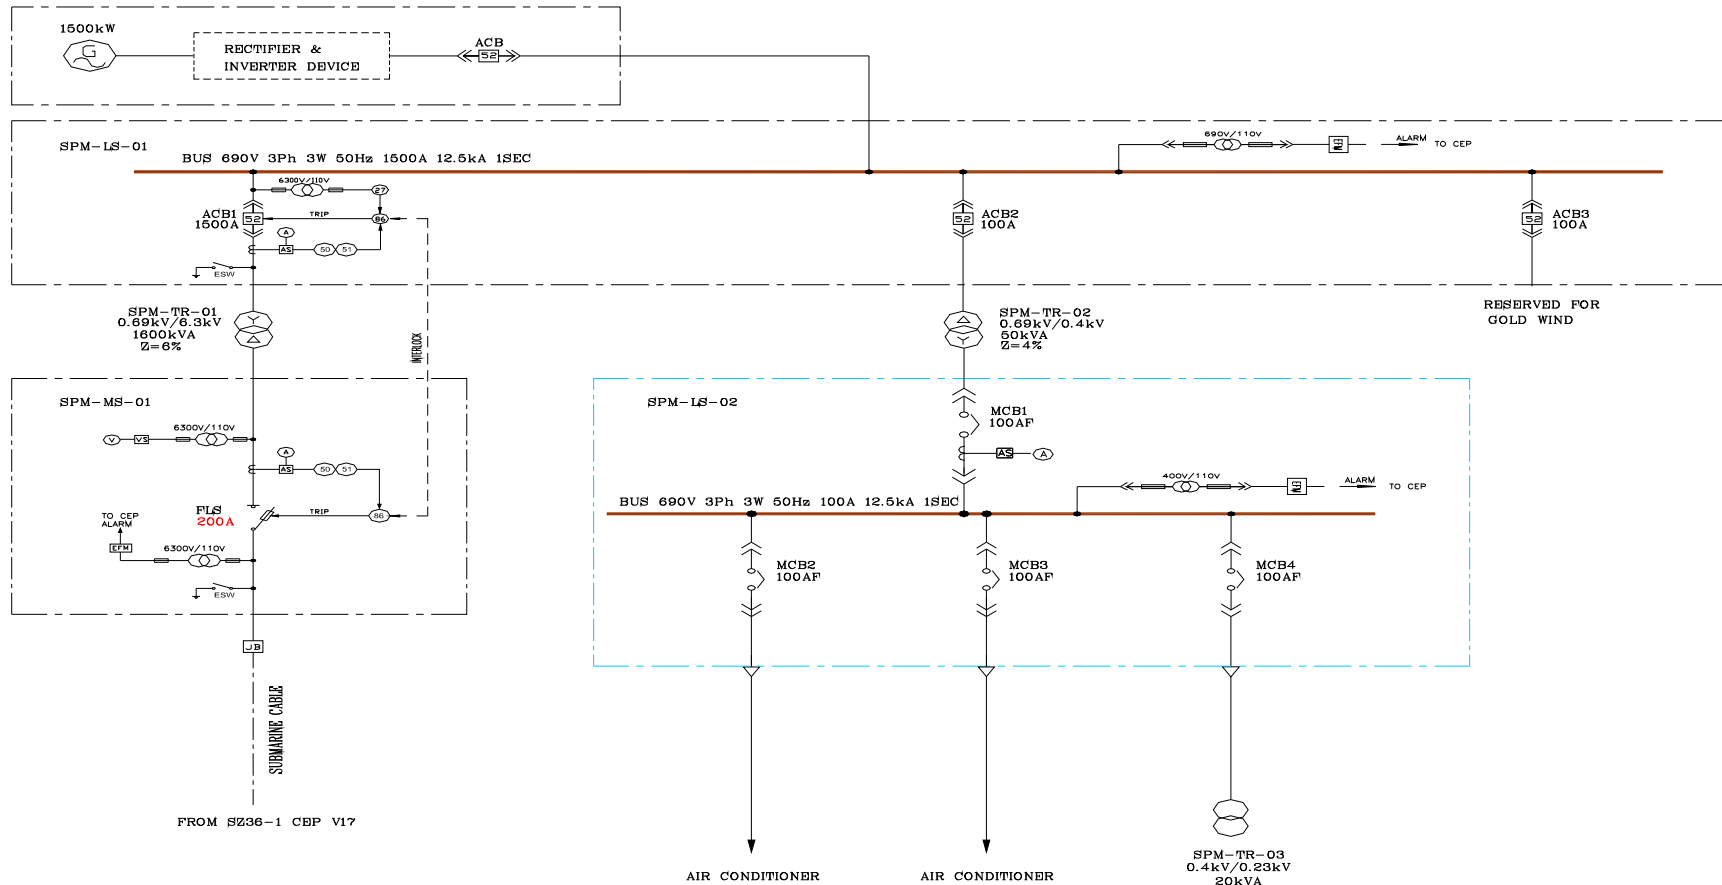 1500kW
G
RECTIFIER &
INVERTER DEVICE
ACB
52
SPM-LS-01
BUS 690V 3Ph 3W 50Hz 1500A 12.5kA 1SEC
690V/110V
EFM
ALARM
TO CEP
6300V/110V
27
ACB1
1500A
52
TRIP
86
A
AS
50
51
ESW
ACB2
100A
52
ACB3
100A
52
SPM-TR-01
0.69kV/6.3kV
1600kVA
Z=6%
INTERLOCK
SPM-TR-02
0.69kV/0.4kV
50kVA
Z=4%
RESERVED FOR
GOLD WIND
SPM-MS-01
6300V/110V
V
VS
A
AS
50
51
FLS
200A
TRIP
86
TO CEP
ALARM
EFM
6300V/110V
ESW
JB
SUBMARINE CABLE
FROM SZ36-1 CEP V17
SPM-LS-02
MCB1
100AF
AS
A
BUS 690V 3Ph 3W 50Hz 100A 12.5kA 1SEC
400V/110V
EFM
ALARM
TO CEP
MCB2
100AF
MCB3
100AF
MCB4
100AF
AIR CONDITIONER
AIR CONDITIONER
SPM-TR-03
0.4kV/0.23kV
20kVA